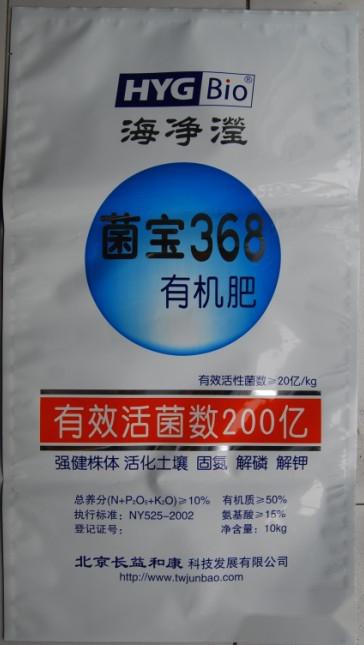 HYG Bio®
海净滢
菌宝368
有机肥
有效活性菌数≥20亿/kg
有效活菌数200亿
强健株体 活化土壤 固氮 解磷 解钾
总养分(N+P₂O₅+K₂O)≥10% 有机质≥50%
执行标准：NY525-2002 氨基酸≥15%
登记证号： 净含量：10kg
北京长益和康 科技发展有限公司
http://www.twjunbao.com